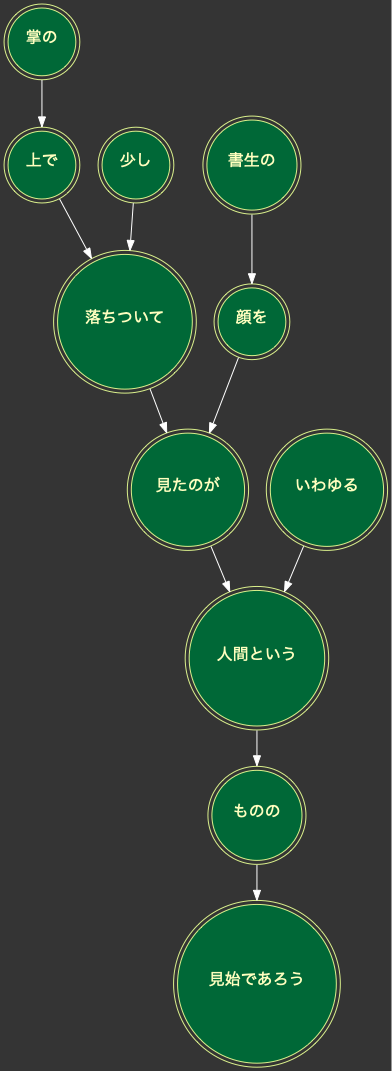 掌の
上で
少し
書生の
落ちついて
顔を
見たのが
いわゆる
人間という
ものの
見始であろう